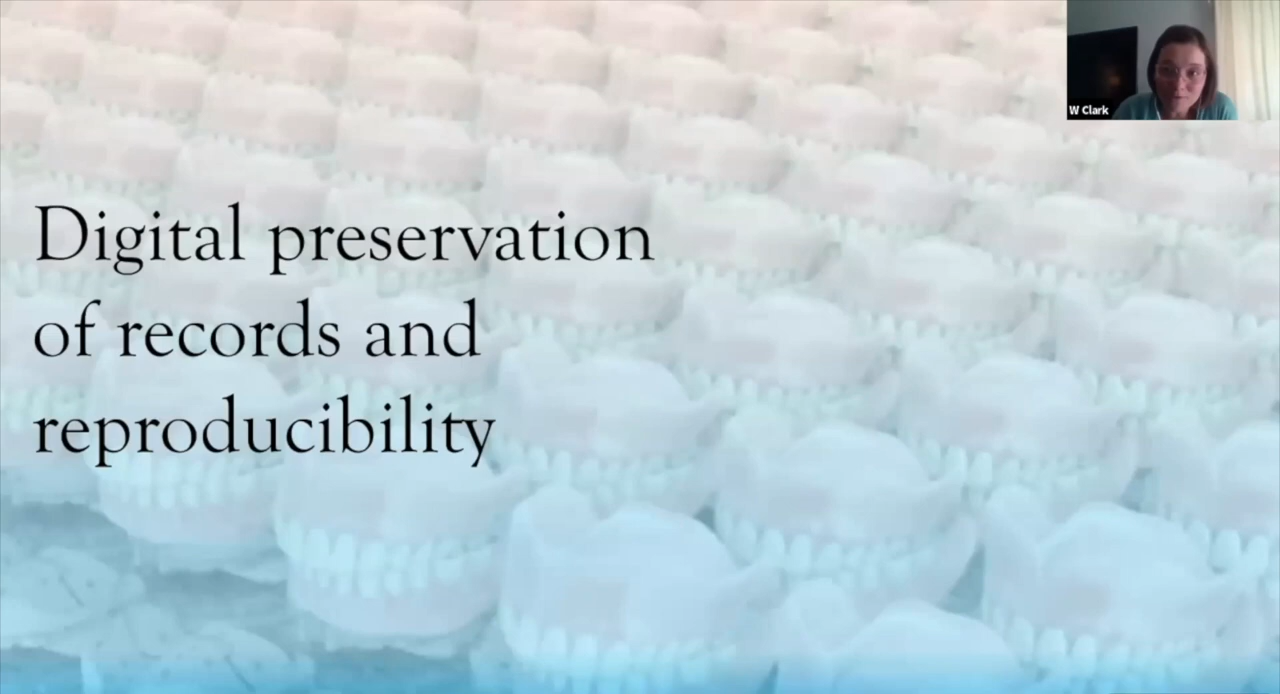 W Clark
Digital preservation
of records and
reproducibility